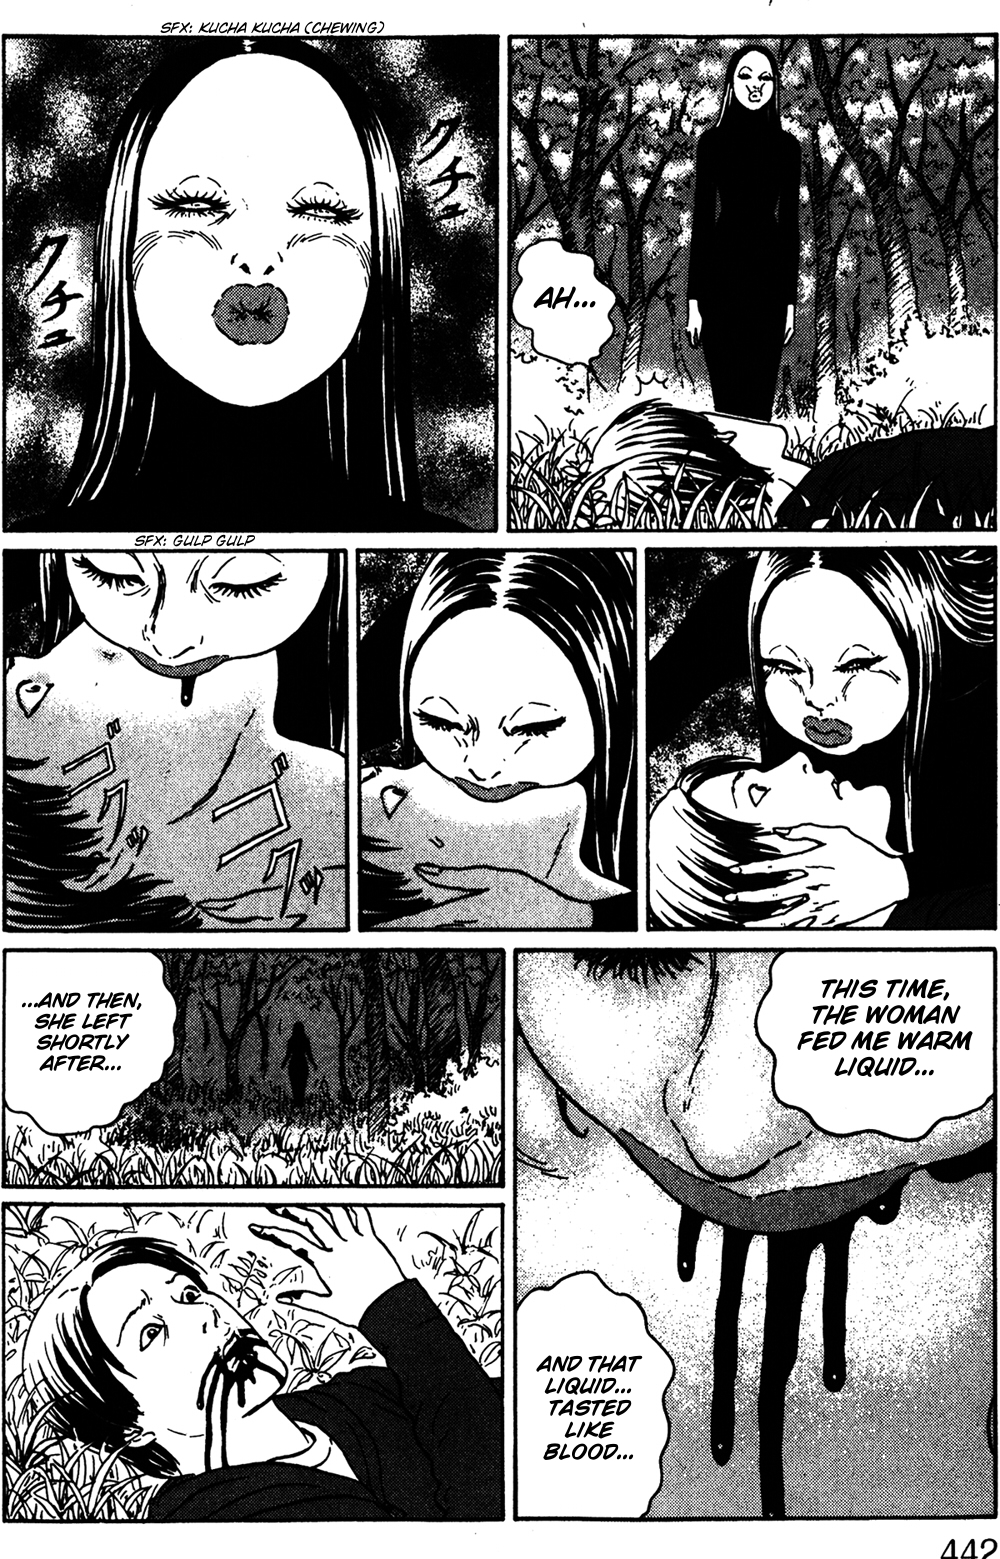 SFX: KUCHA KUCHA (CHEWING)
AH...
クチュ
クチュ
SFX: GULP GULP
ゴクッ
ゴクッ
THIS TIME,
THE WOMAN
FED ME WARM
LIQUID...
AND THAT
LIQUID...
TASTED
LIKE
BLOOD...
...AND THEN,
SHE LEFT
SHORTLY
AFTER...
442